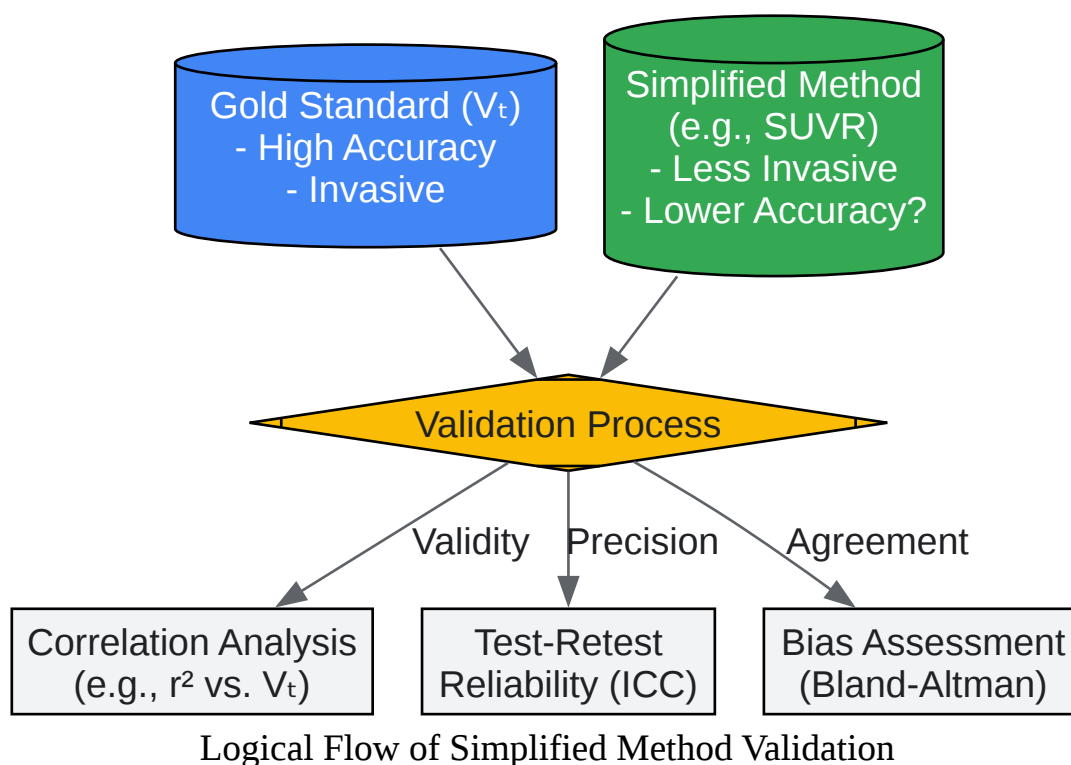 Gold Standard (Vₜ)
- High Accuracy
- Invasive
Simplified Method
(e.g., SUVR)
- Less Invasive
- Lower Accuracy?
Validation Process
Validity
Precision
Agreement
Correlation Analysis
(e.g., r² vs. Vₜ)
Test-Retest
Reliability (ICC)
Bias Assessment
(Bland-Altman)
Logical Flow of Simplified Method Validation